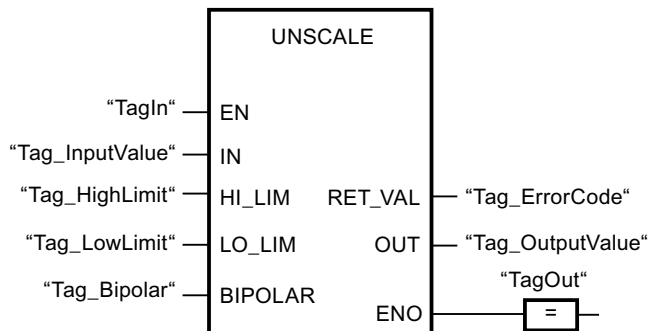 UNSCALE
“TagIn“ EN
“Tag_InputValue“ IN
“Tag_HighLimit“ HI_LIM RET_VAL “Tag_ErrorCode“
“Tag_LowLimit“ LO_LIM OUT “Tag_OutputValue“
“TagOut“
“Tag_Bipolar“ BIPOLAR
ENO =